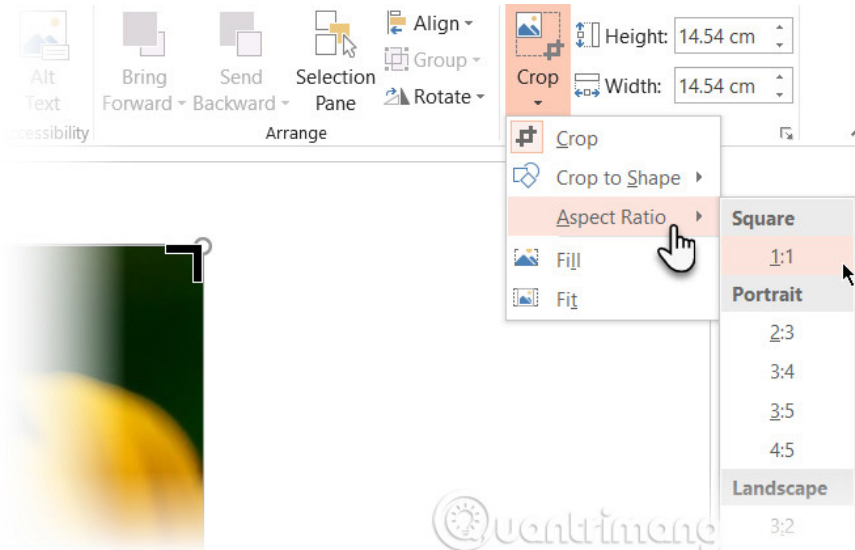 Alt
Text
Bring
Forward
Send
Backward
Selection
Pane
Align
Group
Rotate
Crop
Height: 14.54 cm
Width: 14.54 cm
Arrange
Crop
Crop to Shape
Aspect Ratio
Fill
Fit
Square
1:1
Portrait
2:3
3:4
3:5
4:5
Landscape
3:2
uantrimang